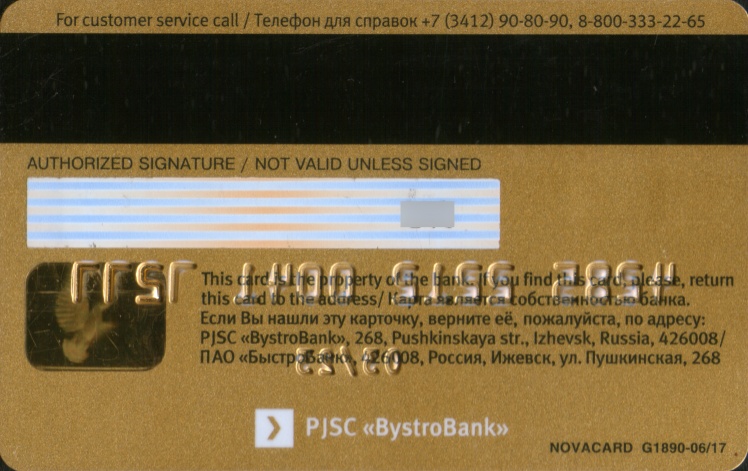 For customer service call / Телефон для справок +7 (3412) 90-80-90, 8-800-333-22-65
AUTHORIZED SIGNATURE / NOT VALID UNLESS SIGNED
This card is the property of the bank. If you find this card, please, return
this card to the address/ Карта является собственностью банка.
Если Вы нашли эту карточку, верните её, пожалуйста, по адресу:
PJSC «BystroBank», 268, Pushkinskaya str., Izhevsk, Russia, 426008/
ПАО «БыстроБанк», 426008, Россия, Ижевск, ул. Пушкинская, 268
PJSC «BystroBank»
NOVACARD G1890-06/17